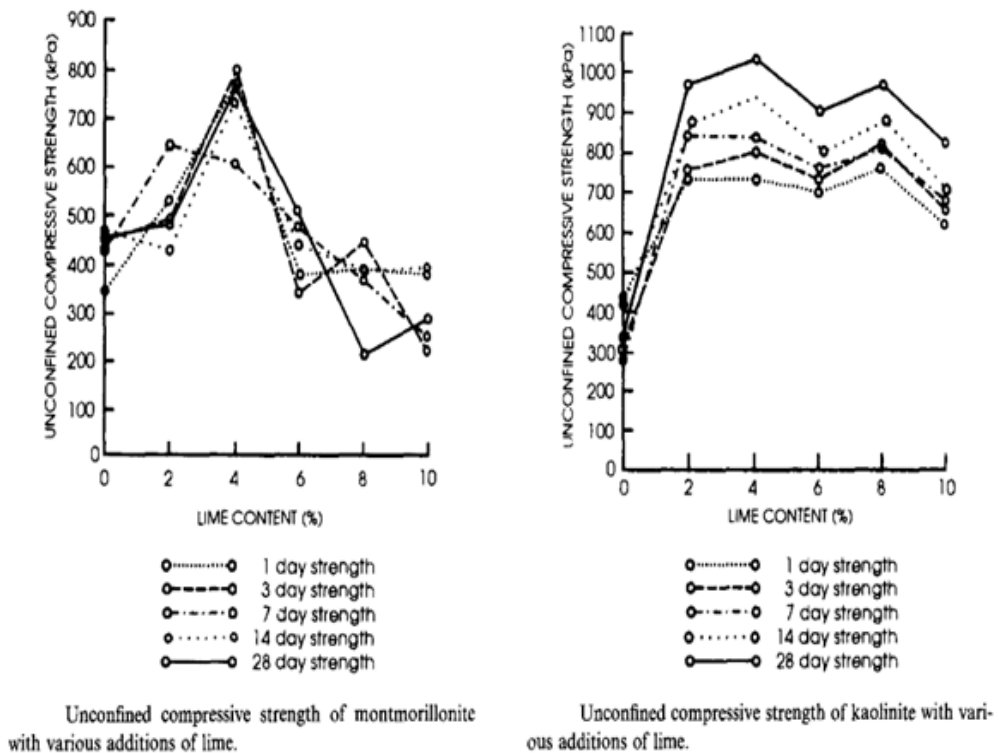 UNCONFINED COMPRESSIVE STRENGTH (kPa)
900
800
700
600
500
400
300
200
100
0
0 2 4 6 8 10
LIME CONTENT (%)
1 day strength
3 day strength
7 day strength
14 day strength
28 day strength
Unconfined compressive strength of montmorillonite
with various additions of lime.
UNCONFINED COMPRESSIVE STRENGTH (kPa)
1100
1000
900
800
700
600
500
400
300
200
100
0
0 2 4 6 8 10
LIME CONTENT (%)
1 day strength
3 day strength
7 day strength
14 day strength
28 day strength
Unconfined compressive strength of kaolinite with vari-
ous additions of lime.